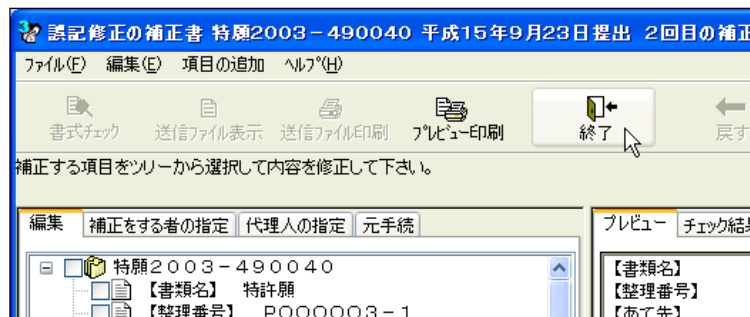 誤記修正の補正書 特願2003－490040 平成15年9月23日提出 2回目の補正
ファイル(F) 編集(E) 項目の追加 ヘルプ(H)
書式チェック 送信ファイル表示 送信ファイル印刷 プレビュー印刷 終了 戻す
補正する項目をツリーから選択して内容を修正して下さい。
編集 補正をする者の指定 代理人の指定 元手続 プレビュー チェック結果
特願２００３－４９００４０ 【書類名】
【書類名】 特許願 【整理番号】
【整理番号】 Ｐ００００００３－１ 【あて先】